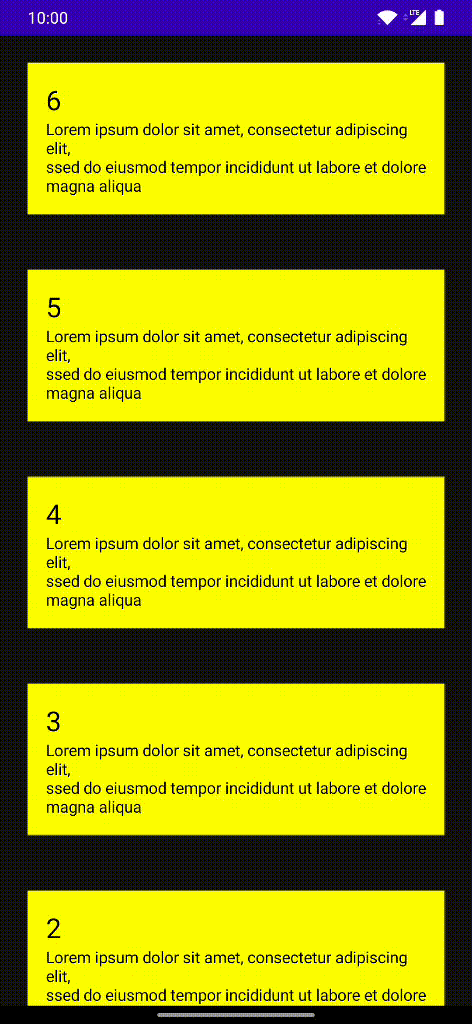 10:00
LTE
6
Lorem ipsum dolor sit amet, consectetur adipiscing
elit,
ssed do eiusmod tempor incididunt ut labore et dolore
magna aliqua
5
Lorem ipsum dolor sit amet, consectetur adipiscing
elit,
ssed do eiusmod tempor incididunt ut labore et dolore
magna aliqua
4
Lorem ipsum dolor sit amet, consectetur adipiscing
elit,
ssed do eiusmod tempor incididunt ut labore et dolore
magna aliqua
3
Lorem ipsum dolor sit amet, consectetur adipiscing
elit,
ssed do eiusmod tempor incididunt ut labore et dolore
magna aliqua
2
Lorem ipsum dolor sit amet, consectetur adipiscing
elit,
ssed do eiusmod tempor incididunt ut labore et dolore